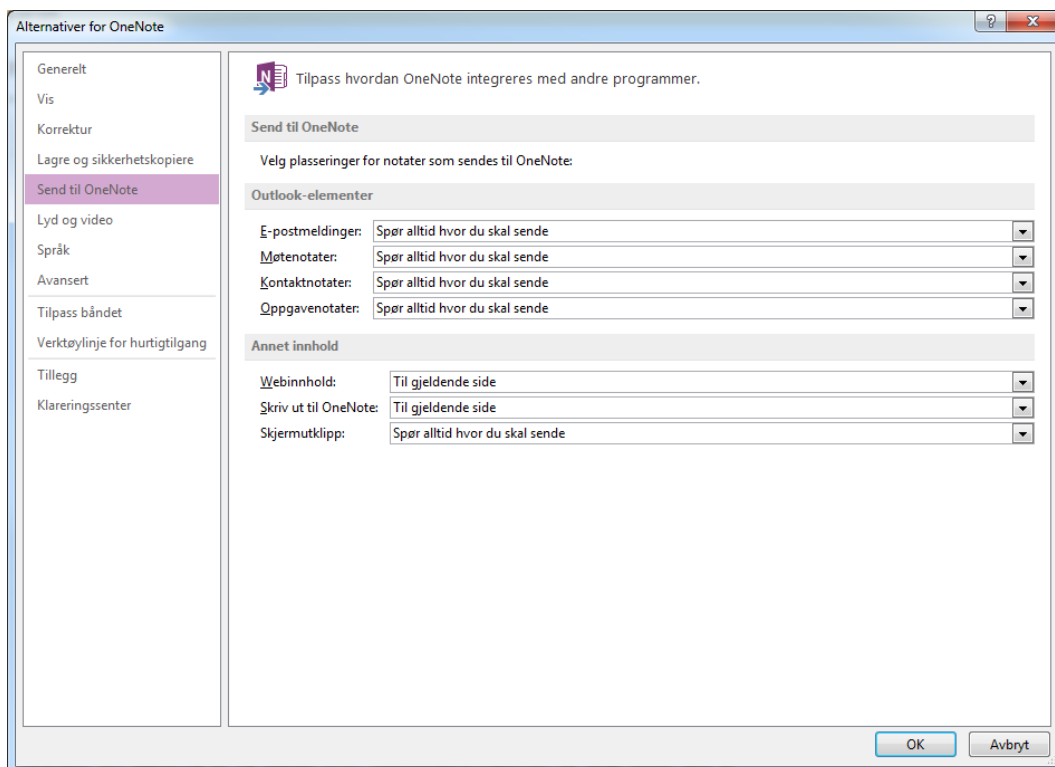 Alternativer for OneNote
Generelt
Vis
Korrektur
Lagre og sikkerhetskopiere
Send til OneNote
Lyd og video
Språk
Avansert
Tilpass båndet
Verktøylinje for hurtigtilgang
Tillegg
Klareringssenter
Tilpass hvordan OneNote integreres med andre programmer.
Send til OneNote
Velg plasseringer for notater som sendes til OneNote:
Outlook-elementer
E-postmeldinger: Spør alltid hvor du skal sende
Møtenotater: Spør alltid hvor du skal sende
Kontaktnotater: Spør alltid hvor du skal sende
Oppgavenotater: Spør alltid hvor du skal sende
Annet innhold
Webinnhold: Til gjeldende side
Skriv ut til OneNote: Til gjeldende side
Skjermutklipp: Spør alltid hvor du skal sende
OK Avbryt